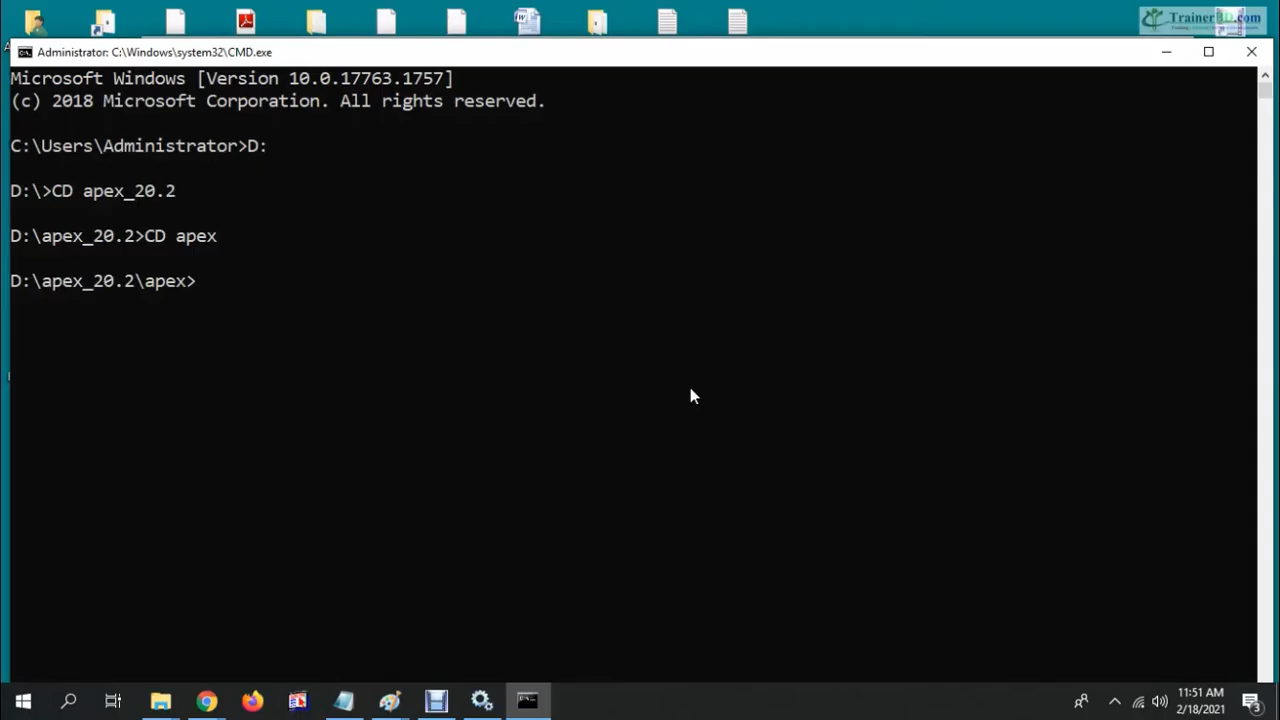 TrainerBD.com
Administrator: C:\Windows\system32\CMD.exe
Microsoft Windows [Version 10.0.17763.1757]
(c) 2018 Microsoft Corporation. All rights reserved.
C:\Users\Administrator>D:
D:\>CD apex_20.2
D:\apex_20.2>CD apex
D:\apex_20.2\apex>
11:51 AM
2/18/2021
3